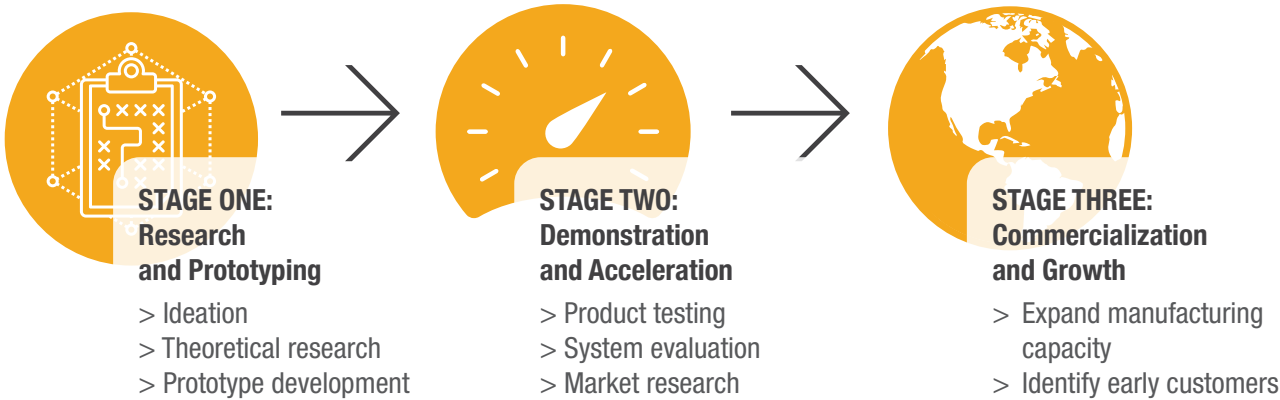 STAGE ONE:
Research
and Prototyping
> Ideation
> Theoretical research
> Prototype development
STAGE TWO:
Demonstration
and Acceleration
> Product testing
> System evaluation
> Market research
STAGE THREE:
Commercialization
and Growth
> Expand manufacturing
capacity
> Identify early customers